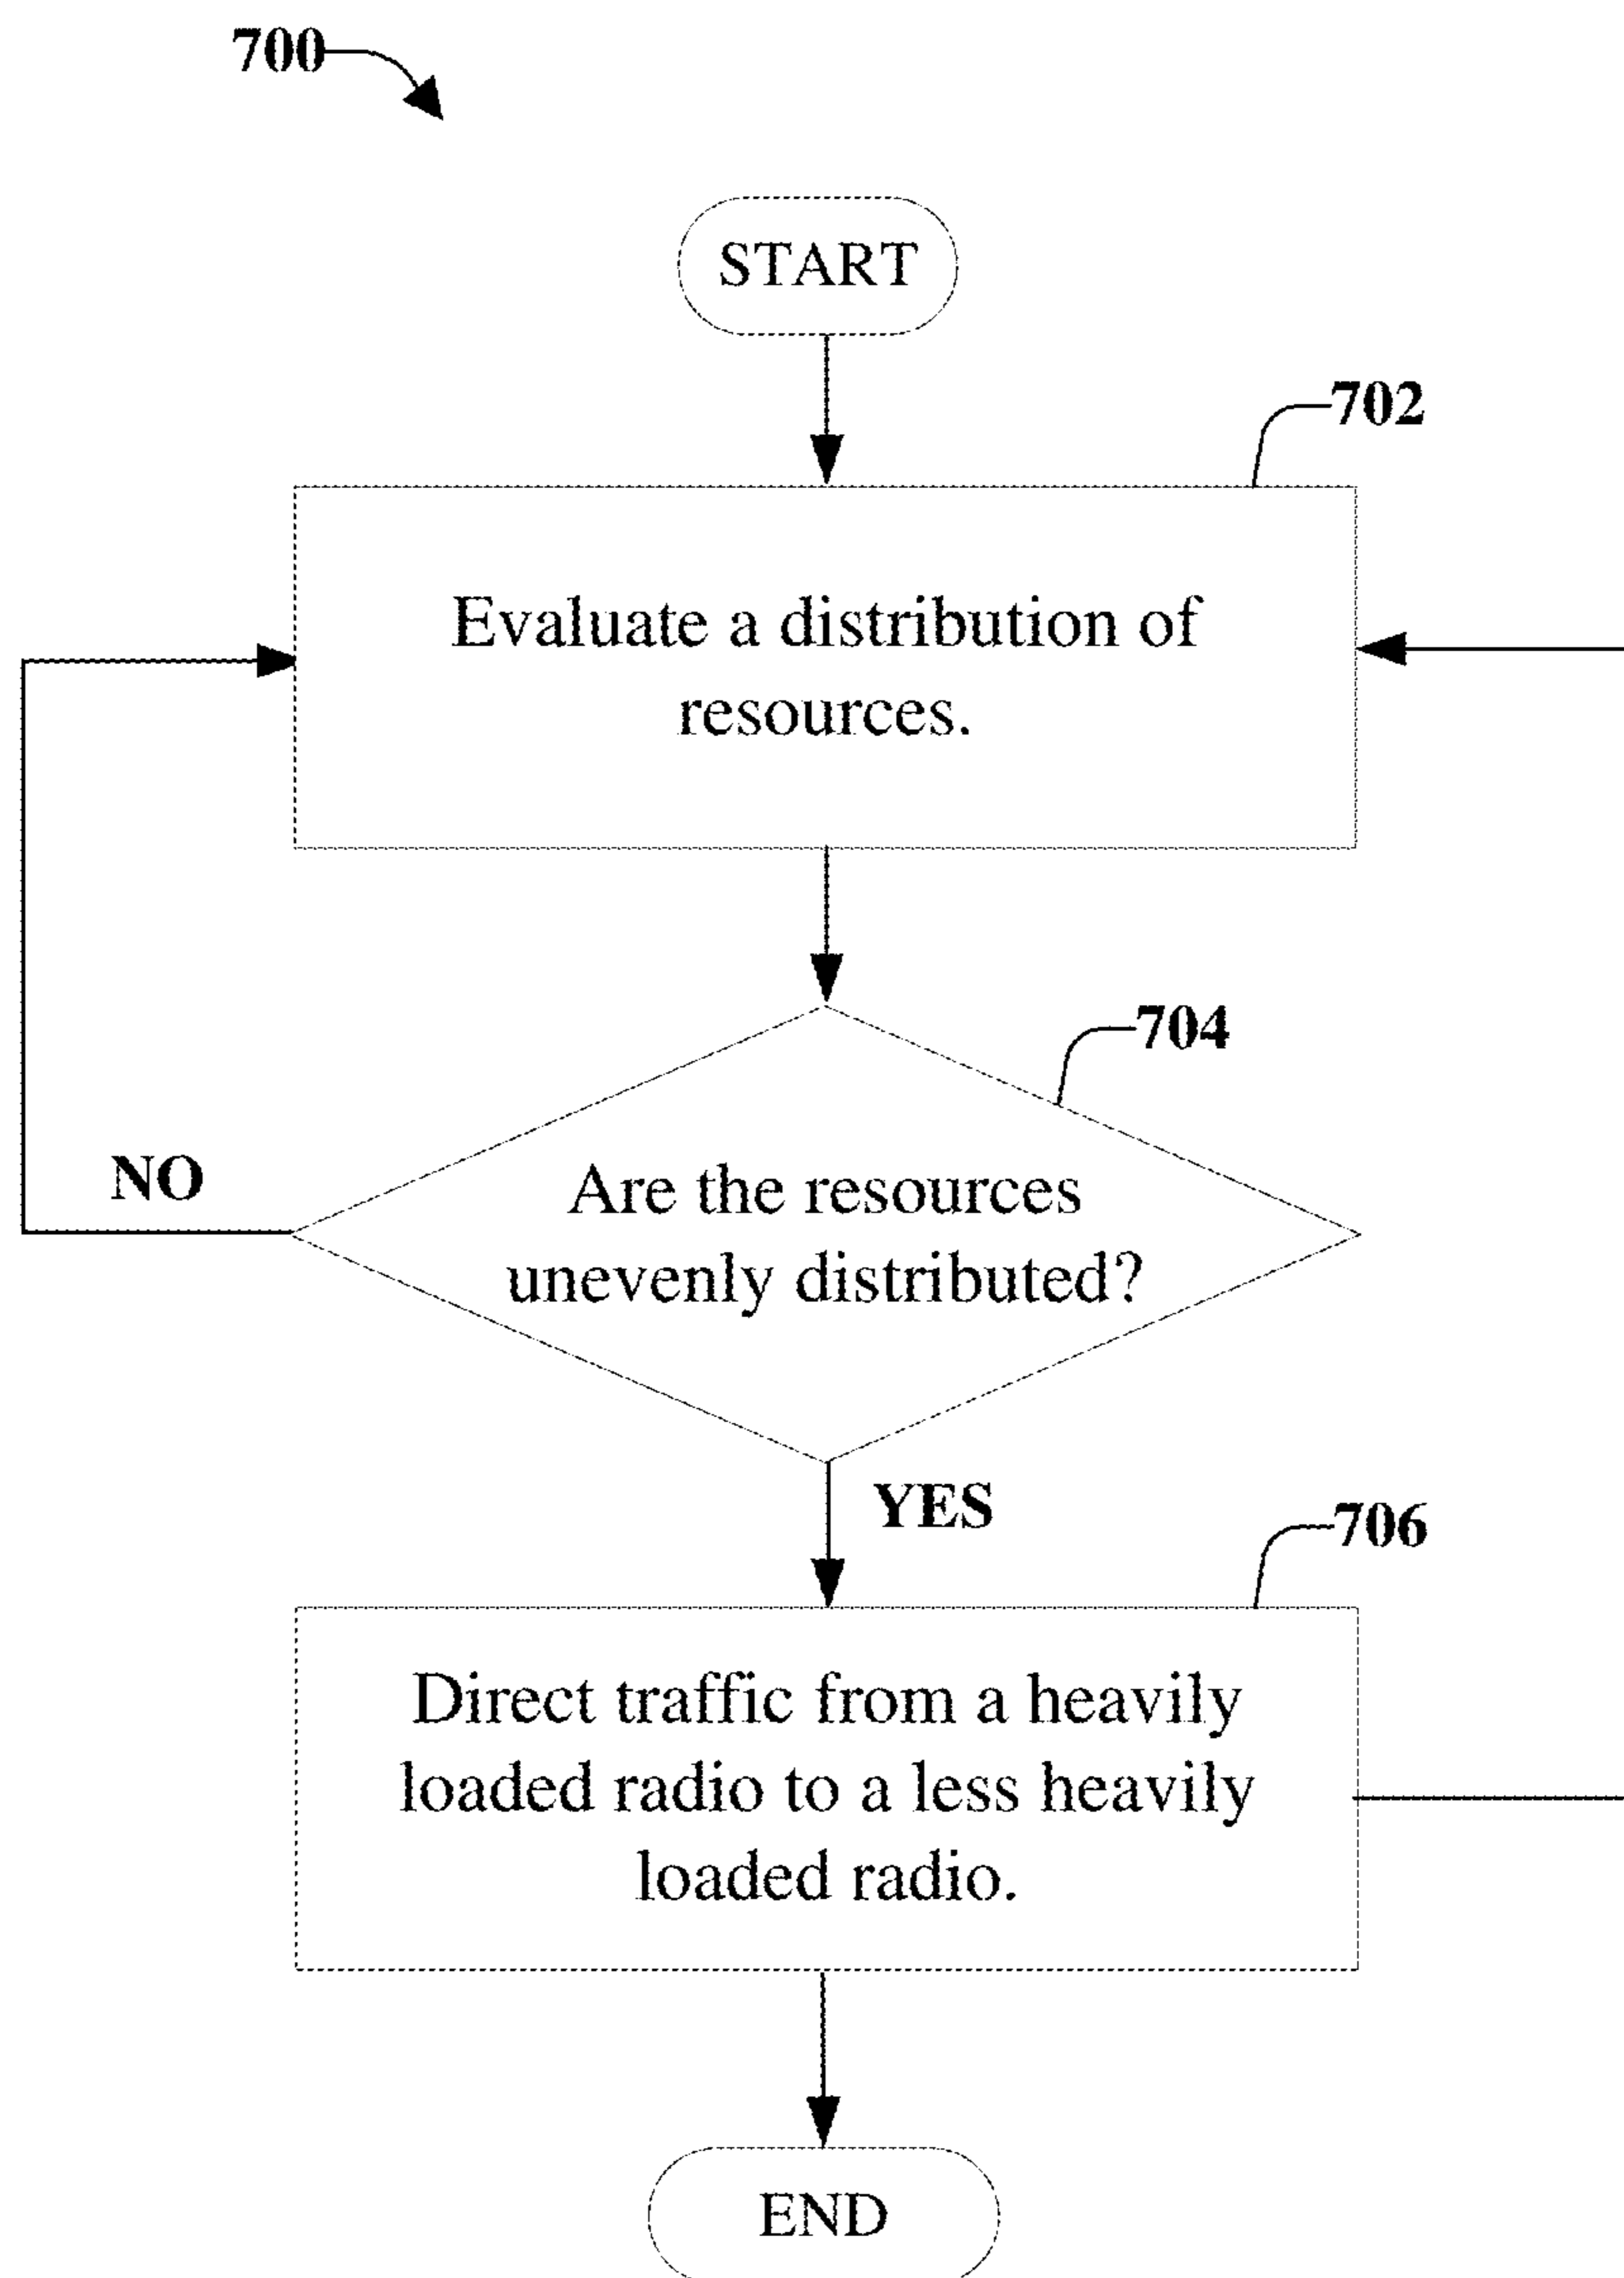 700
START
702
Evaluate a distribution of
resources.
704
Are the resources
unevenly distributed?
NO
YES
706
Direct traffic from a heavily
loaded radio to a less heavily
loaded radio.
END